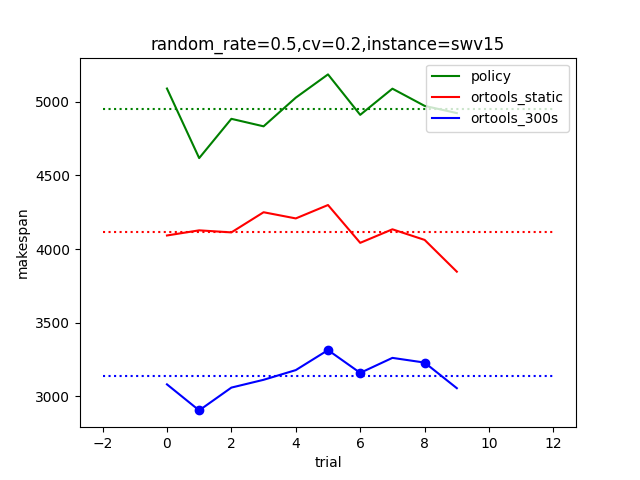 random_rate=0.5,cv=0.2,instance=swv15
policy
ortools_static
ortools_300s
makespan
5000
4500
4000
3500
3000
−2
0
2
4
6
8
10
12
trial